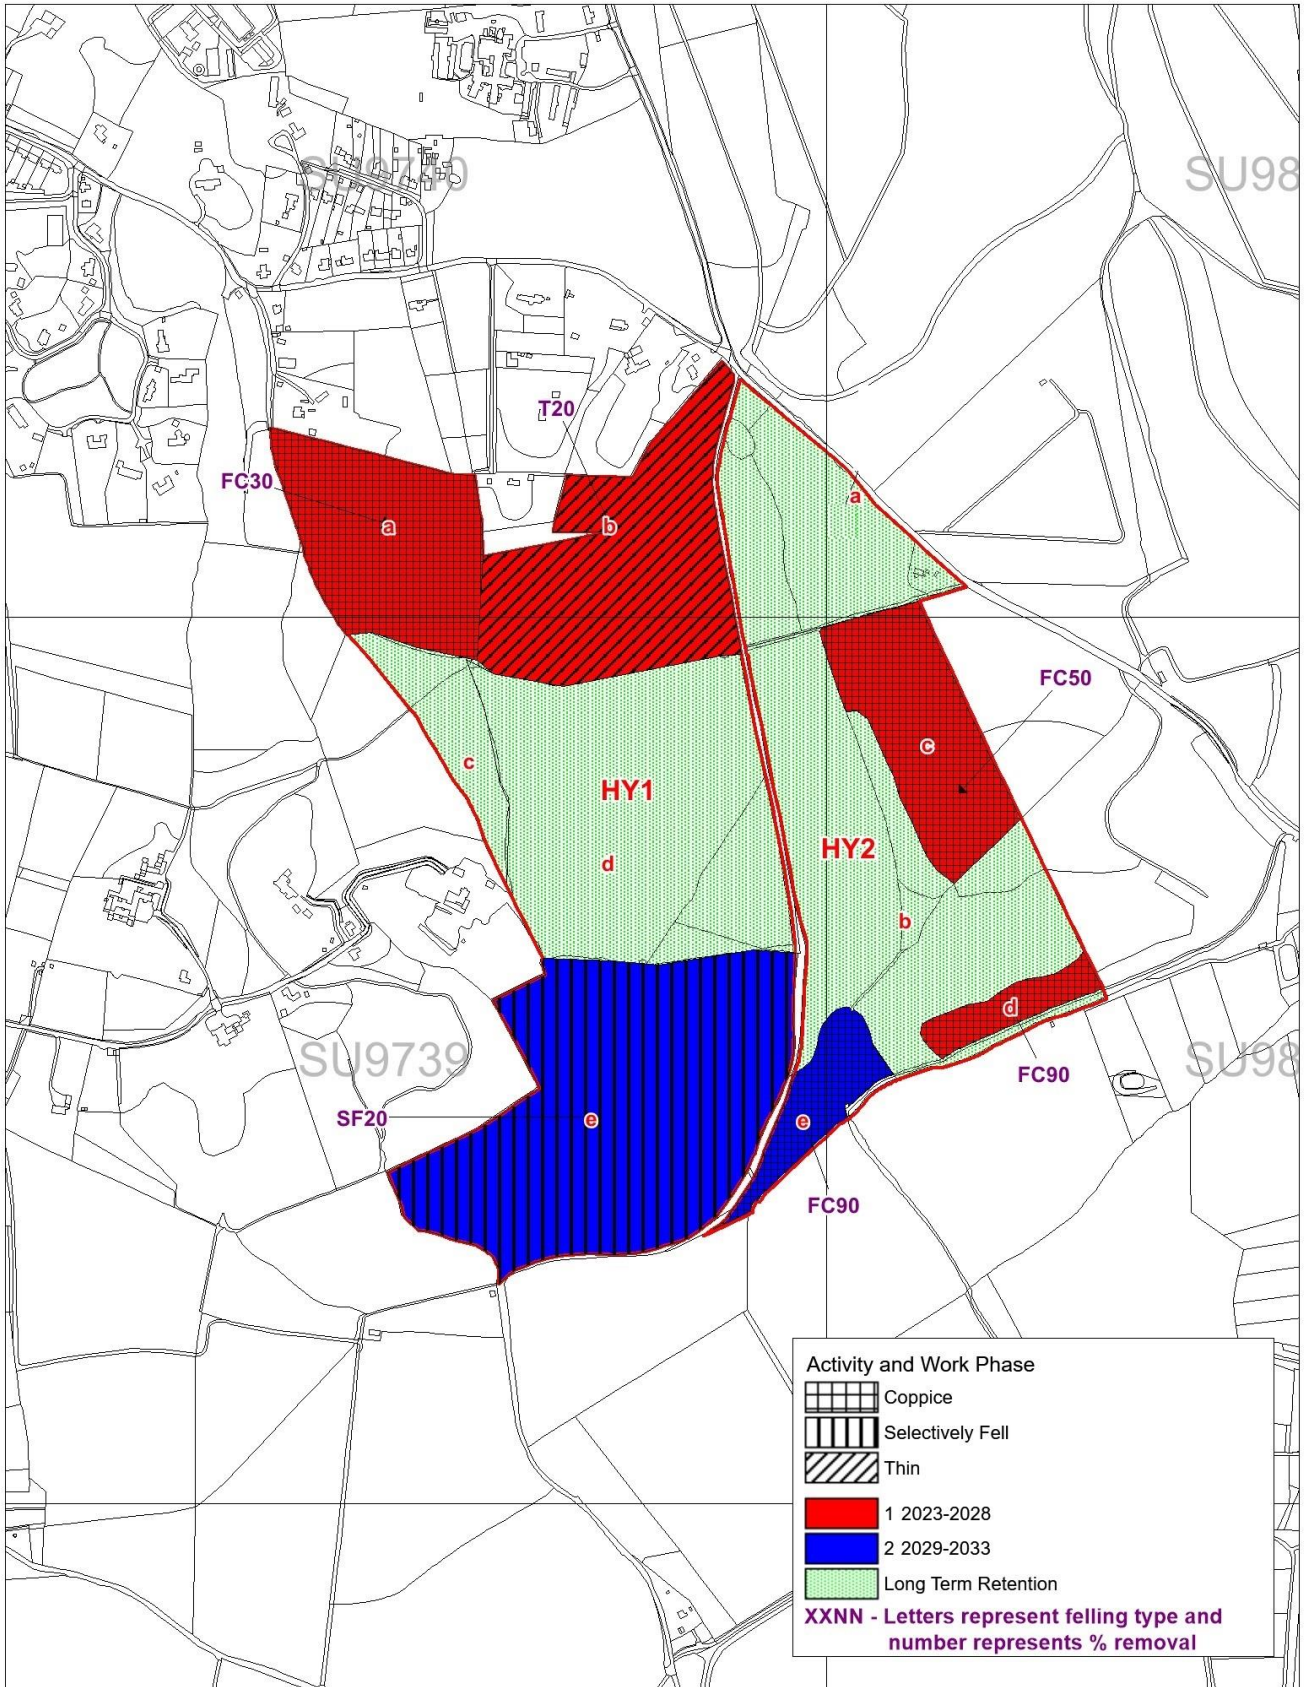 SU9740
SU98
T20
FC30
a
b
a
FC50
c
c
HY1
HY2
d
b
d
SU9739
SU98
FC90
SF20
e
e
FC90
Activity and Work Phase
Coppice
Selectively Fell
Thin
1 2023-2028
2 2029-2033
Long Term Retention
XXNN - Letters represent felling type and
number represents % removal